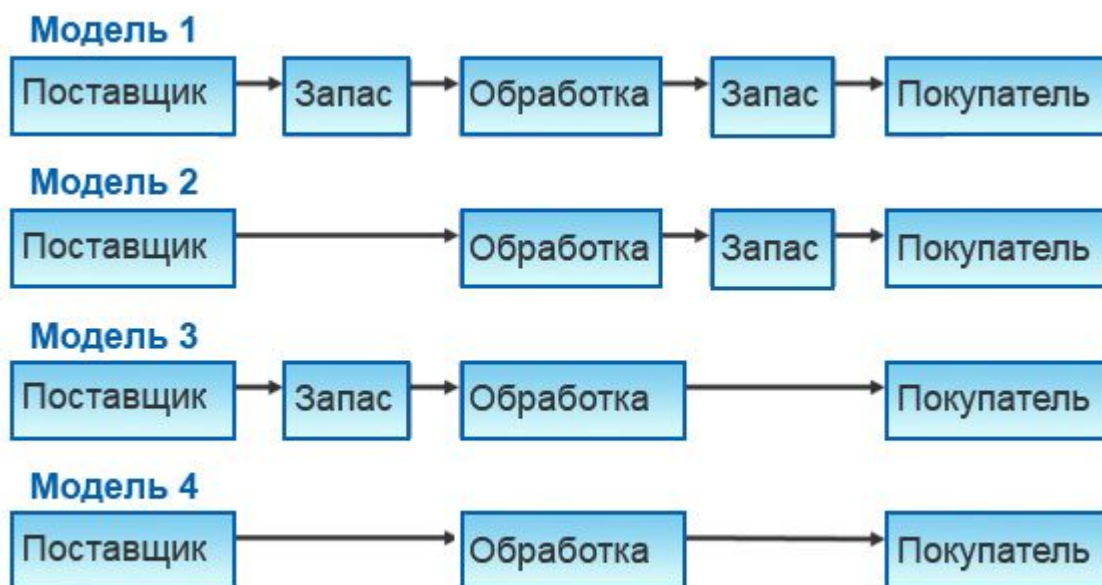 Модель 1
Поставщик Запас Обработка Запас Покупатель
Модель 2
Поставщик Обработка Запас Покупатель
Модель 3
Поставщик Запас Обработка Покупатель
Модель 4
Поставщик Обработка Покупатель